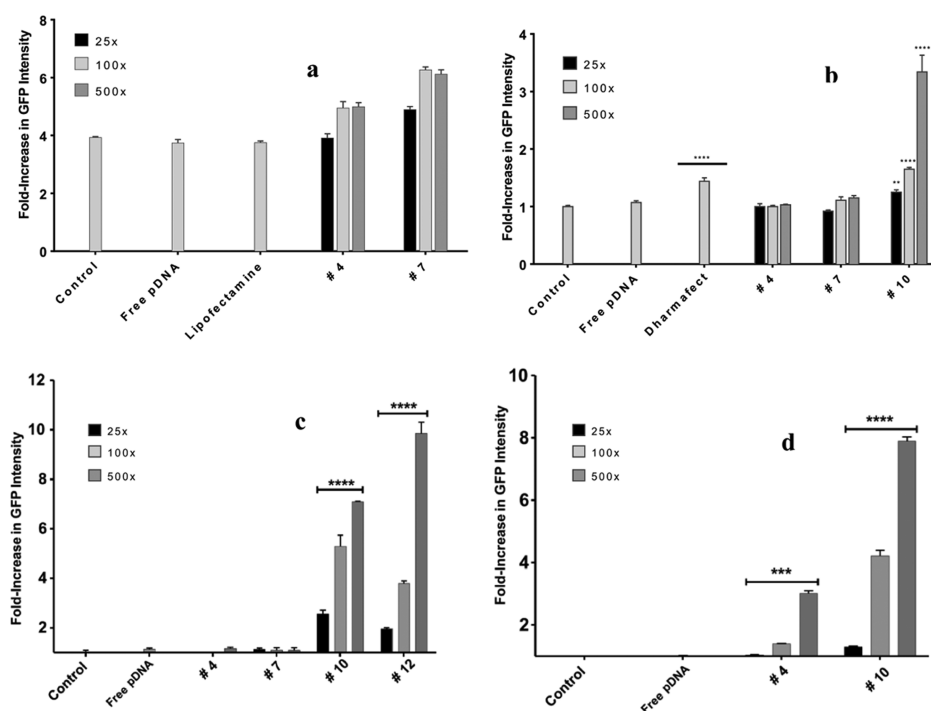 Fold-Increase in GFP Intensity
8
6
4
2
0
25x
100x
500x
a
Control
Free pDNA
Lipofectamine
# 4
# 7
Fold-Increase in GFP Intensity
4
3
2
1
0
25x
100x
500x
b
****
**
****
****
Control
Free pDNA
Dharmafect
# 4
# 7
# 10
Fold-Increase in GFP Intensity
12
10
8
6
4
2
25x
100x
500x
c
****
****
Control
Free pDNA
# 4
# 7
# 10
# 12
Fold-Increase in GFP Intensity
10
8
6
4
2
25x
100x
500x
d
***
****
Control
Free pDNA
# 4
# 10